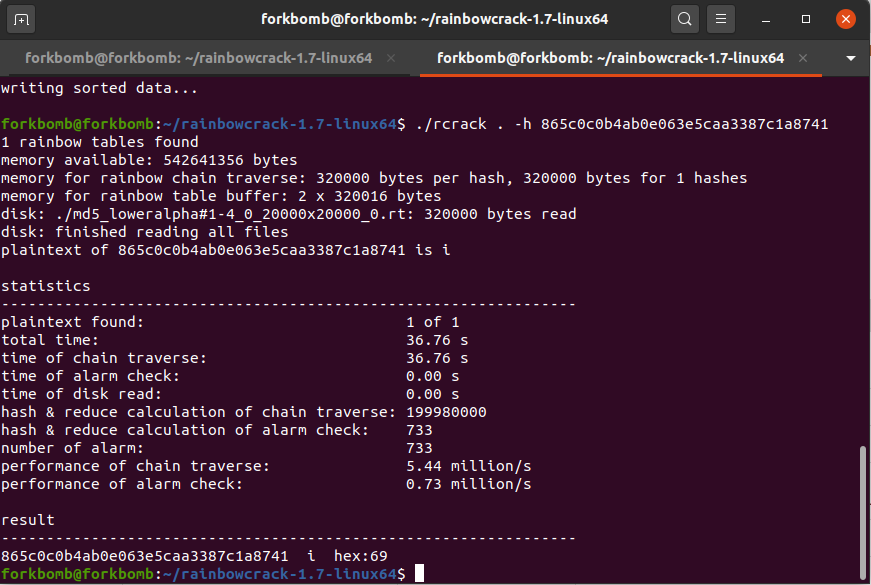 forkbomb@forkbomb: ~/rainbowcrack-1.7-linux64
forkbomb@forkbomb: ~/rainbowcrack-1.7-linux64 × forkbomb@forkbomb: ~/rainbowcrack-1.7-linux64 ×
writing sorted data...
forkbomb@forkbomb:~/rainbowcrack-1.7-linux64$ ./rcrack . -h 865c0c0b4ab0e063e5caa3387c1a8741
1 rainbow tables found
memory available: 542641356 bytes
memory for rainbow chain traverse: 320000 bytes per hash, 320000 bytes for 1 hashes
memory for rainbow table buffer: 2 x 320016 bytes
disk: ./md5_loweralpha#1-4_0_20000x20000_0.rt: 320000 bytes read
disk: finished reading all files
plaintext of 865c0c0b4ab0e063e5caa3387c1a8741 is i
statistics
----------------------------------------------------------------
plaintext found: 1 of 1
total time: 36.76 s
time of chain traverse: 36.76 s
time of alarm check: 0.00 s
time of disk read: 0.00 s
hash & reduce calculation of chain traverse: 199980000
hash & reduce calculation of alarm check: 733
number of alarm: 733
performance of chain traverse: 5.44 million/s
performance of alarm check: 0.73 million/s
result
----------------------------------------------------------------
865c0c0b4ab0e063e5caa3387c1a8741  i  hex:69
forkbomb@forkbomb:~/rainbowcrack-1.7-linux64$